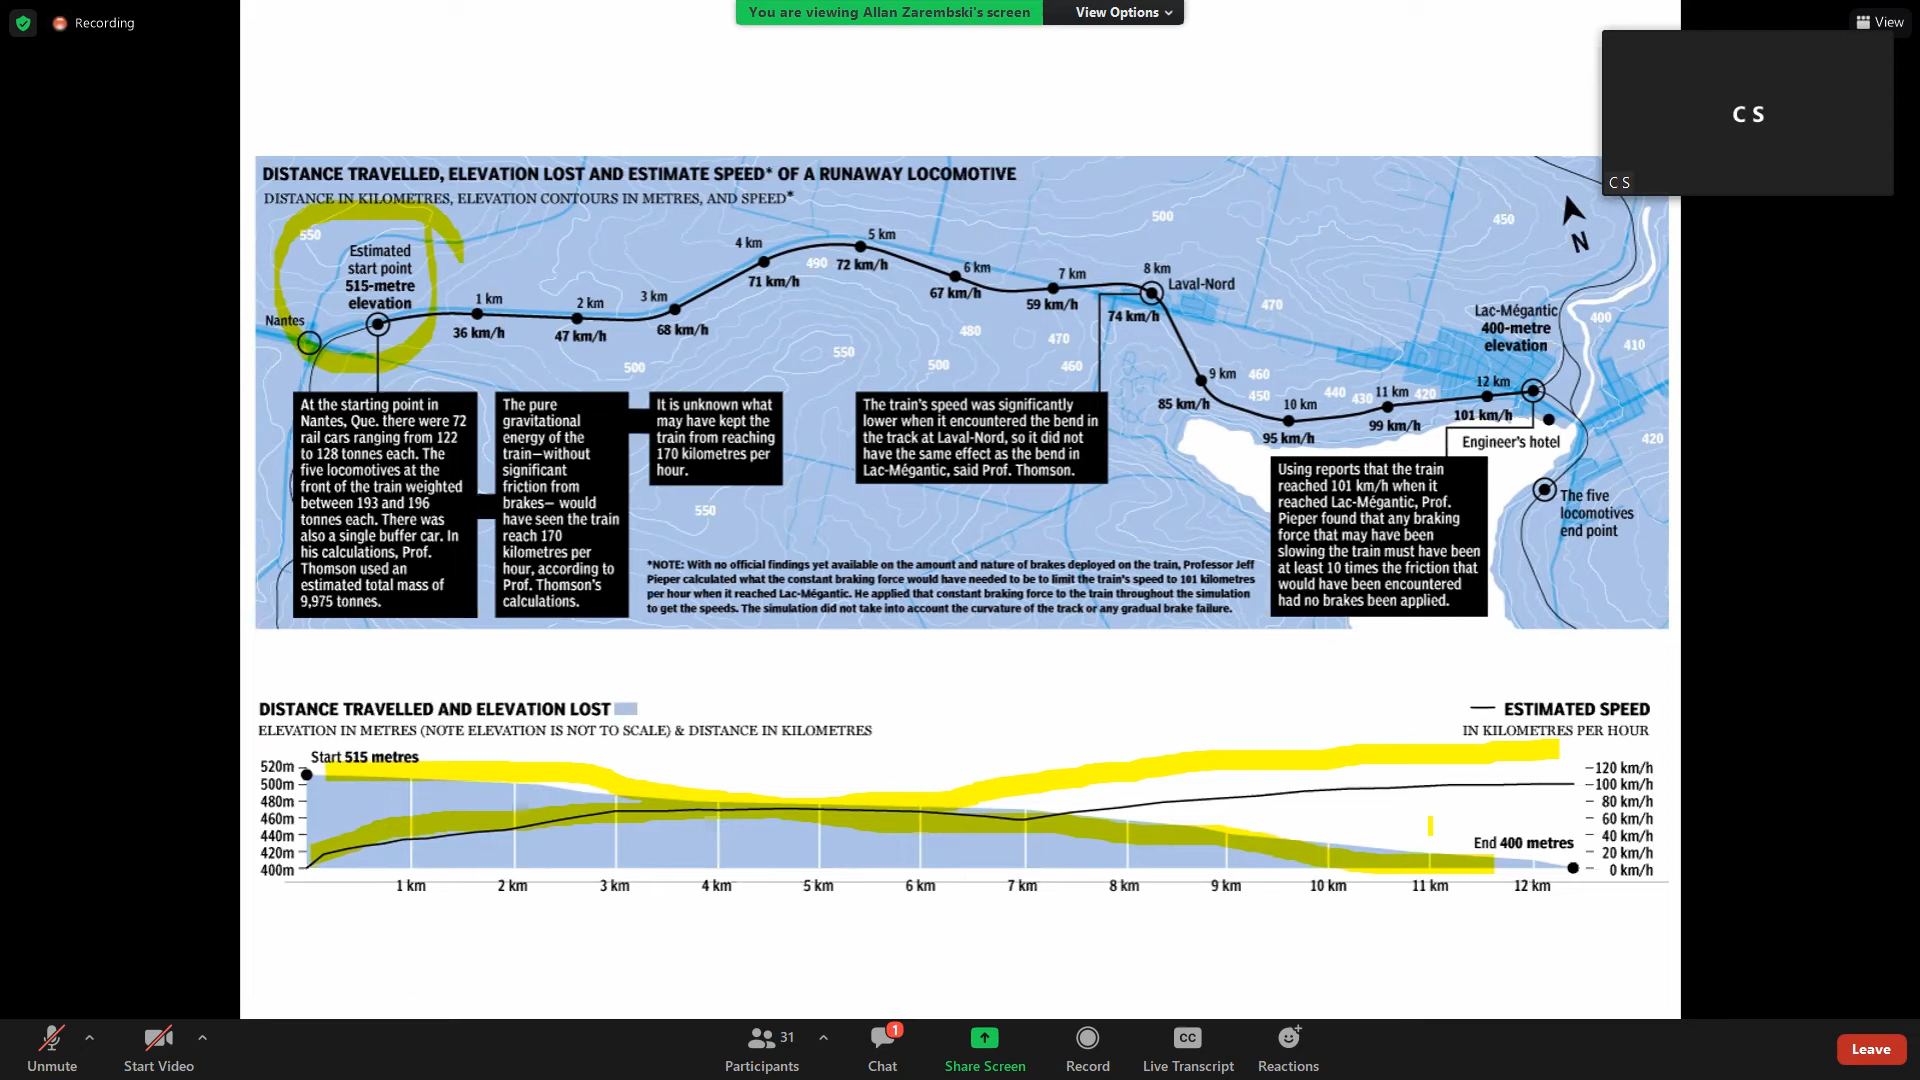 Recording
You are viewing Allan Zarembski's screen
View Options
View
C S
C S
DISTANCE TRAVELLED, ELEVATION LOST AND ESTIMATE SPEED* OF A RUNAWAY LOCOMOTIVE
DISTANCE IN KILOMETRES, ELEVATION CONTOURS IN METRES, AND SPEED*
550
Estimated
start point
515-metre
elevation
Nantes
1 km
36 km/h
2 km
47 km/h
3 km
68 km/h
4 km
71 km/h
490
5 km
72 km/h
6 km
67 km/h
7 km
59 km/h
8 km
74 km/h
Laval-Nord
9 km
85 km/h
10 km
95 km/h
11 km
99 km/h
12 km
101 km/h
500
450
N
470
480
470
460
550
500
500
460
450
440
430
420
400
410
420
550
Lac-Mégantic
400-metre
elevation
Engineer's hotel
The five
locomotives
end point
At the starting point in
Nantes, Que. there were 72
rail cars ranging from 122
to 128 tonnes each. The
five locomotives at the
front of the train weighted
between 193 and 196
tonnes each. There was
also a single buffer car. In
his calculations, Prof.
Thomson used an
estimated total mass of
9,975 tonnes.
The pure
gravitational
energy of the
train—without
significant
friction from
brakes— would
have seen the train
reach 170
kilometres per
hour, according to
Prof. Thomson's
calculations.
It is unknown what
may have kept the
train from reaching
170 kilometres per
hour.
The train's speed was significantly
lower when it encountered the bend in
the track at Laval-Nord, so it did not
have the same effect as the bend in
Lac-Mégantic, said Prof. Thomson.
Using reports that the train
reached 101 km/h when it
reached Lac-Mégantic, Prof.
Pieper found that any braking
force that may have been
slowing the train must have been
at least 10 times the friction that
would have been encountered
had no brakes been applied.
*NOTE: With no official findings yet available on the amount and nature of brakes deployed on the train, Professor Jeff
Pieper calculated what the constant braking force would have needed to be to limit the train's speed to 101 kilometres
per hour when it reached Lac-Mégantic. He applied that constant braking force to the train throughout the simulation
to get the speeds. The simulation did not take into account the curvature of the track or any gradual brake failure.
DISTANCE TRAVELLED AND ELEVATION LOST
ELEVATION IN METRES (NOTE ELEVATION IS NOT TO SCALE) & DISTANCE IN KILOMETRES
ESTIMATED SPEED
IN KILOMETRES PER HOUR
Start 515 metres
520m
500m
480m
460m
440m
420m
400m
120 km/h
100 km/h
80 km/h
60 km/h
40 km/h
20 km/h
0 km/h
End 400 metres
1 km
2 km
3 km
4 km
5 km
6 km
7 km
8 km
9 km
10 km
11 km
12 km
Unmute
Start Video
31
Participants
1
Chat
Share Screen
Record
CC
Live Transcript
Reactions
Leave